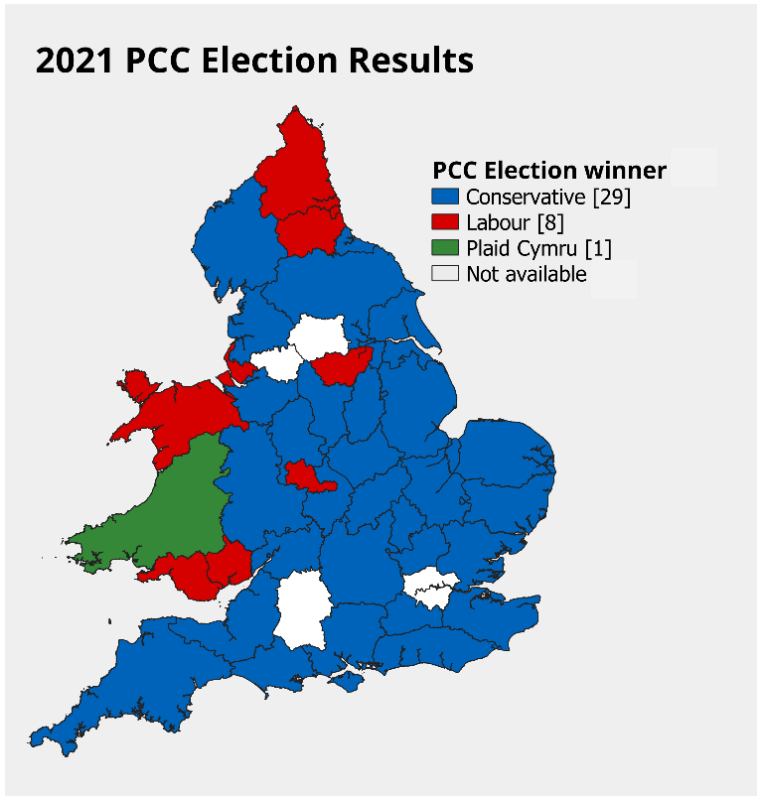 2021 PCC Election Results
PCC Election winner
Conservative [29]
Labour [8]
Plaid Cymru [1]
Not available